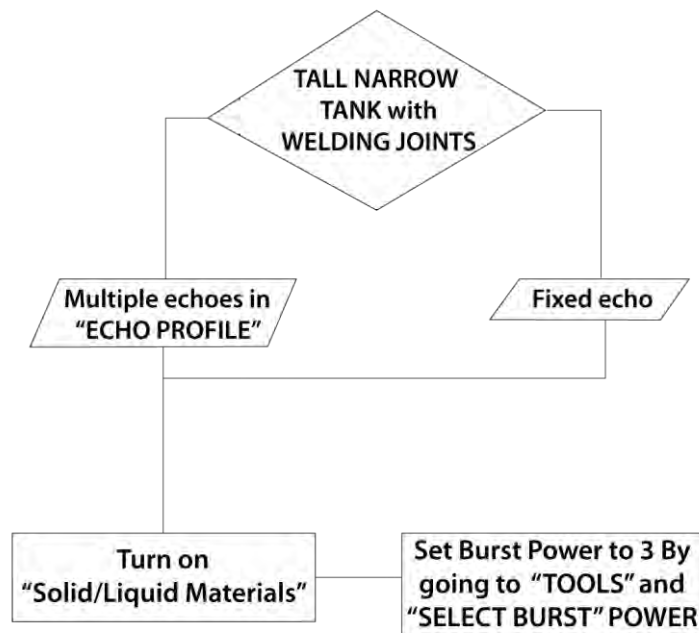 TALL NARROW
TANK with
WELDING JOINTS
Multiple echoes in
“ECHO PROFILE”
Fixed echo
Turn on
“Solid/Liquid Materials”
Set Burst Power to 3 By
going to “TOOLS” and
“SELECT BURST” POWER